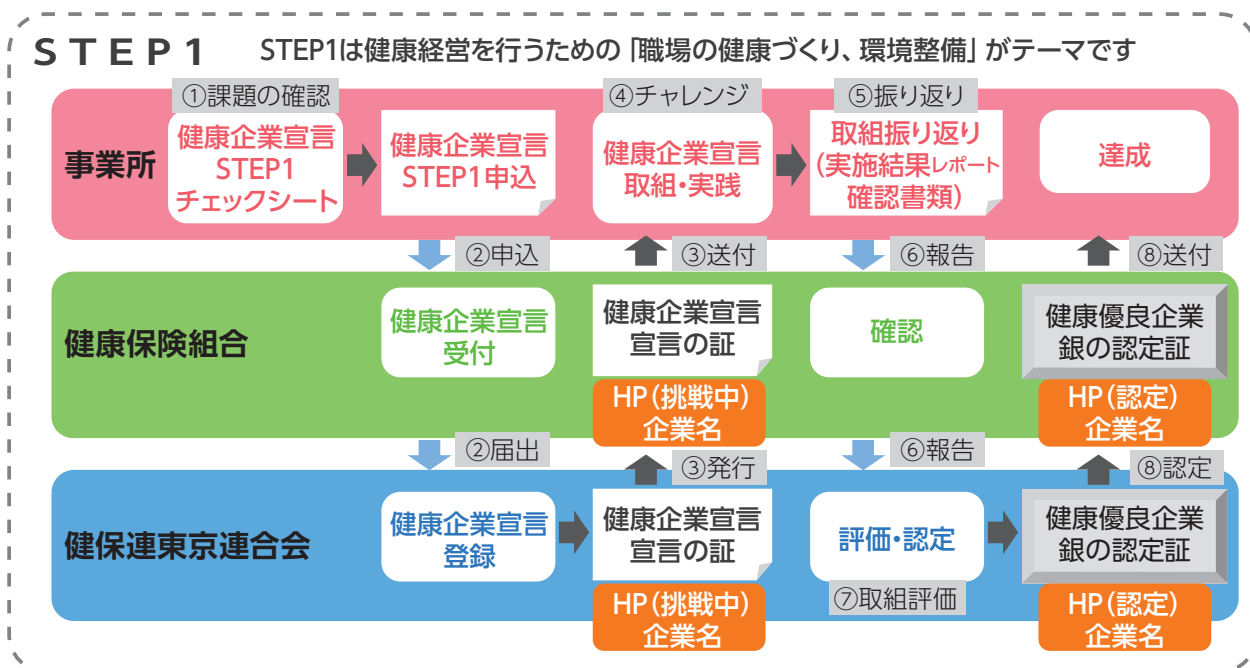 STEP1
STEP1は健康経営を行うための「職場の健康づくり、環境整備」がテーマです
①課題の確認
④チャレンジ
⑤振り返り
事業所
健康企業宣言
STEP1
チェックシート
健康企業宣言
STEP1申込
健康企業宣言
取組・実践
取組振り返り
(実施結果レポート
確認書類)
達成
②申込
③送付
⑥報告
⑧送付
健康保険組合
健康企業宣言
受付
健康企業宣言
宣言の証
HP(挑戦中)
企業名
確認
健康優良企業
銀の認定証
HP(認定)
企業名
②届出
③発行
⑥報告
⑧認定
健保連東京連合会
健康企業宣言
登録
健康企業宣言
宣言の証
HP(挑戦中)
企業名
評価・認定
⑦取組評価
健康優良企業
銀の認定証
HP(認定)
企業名